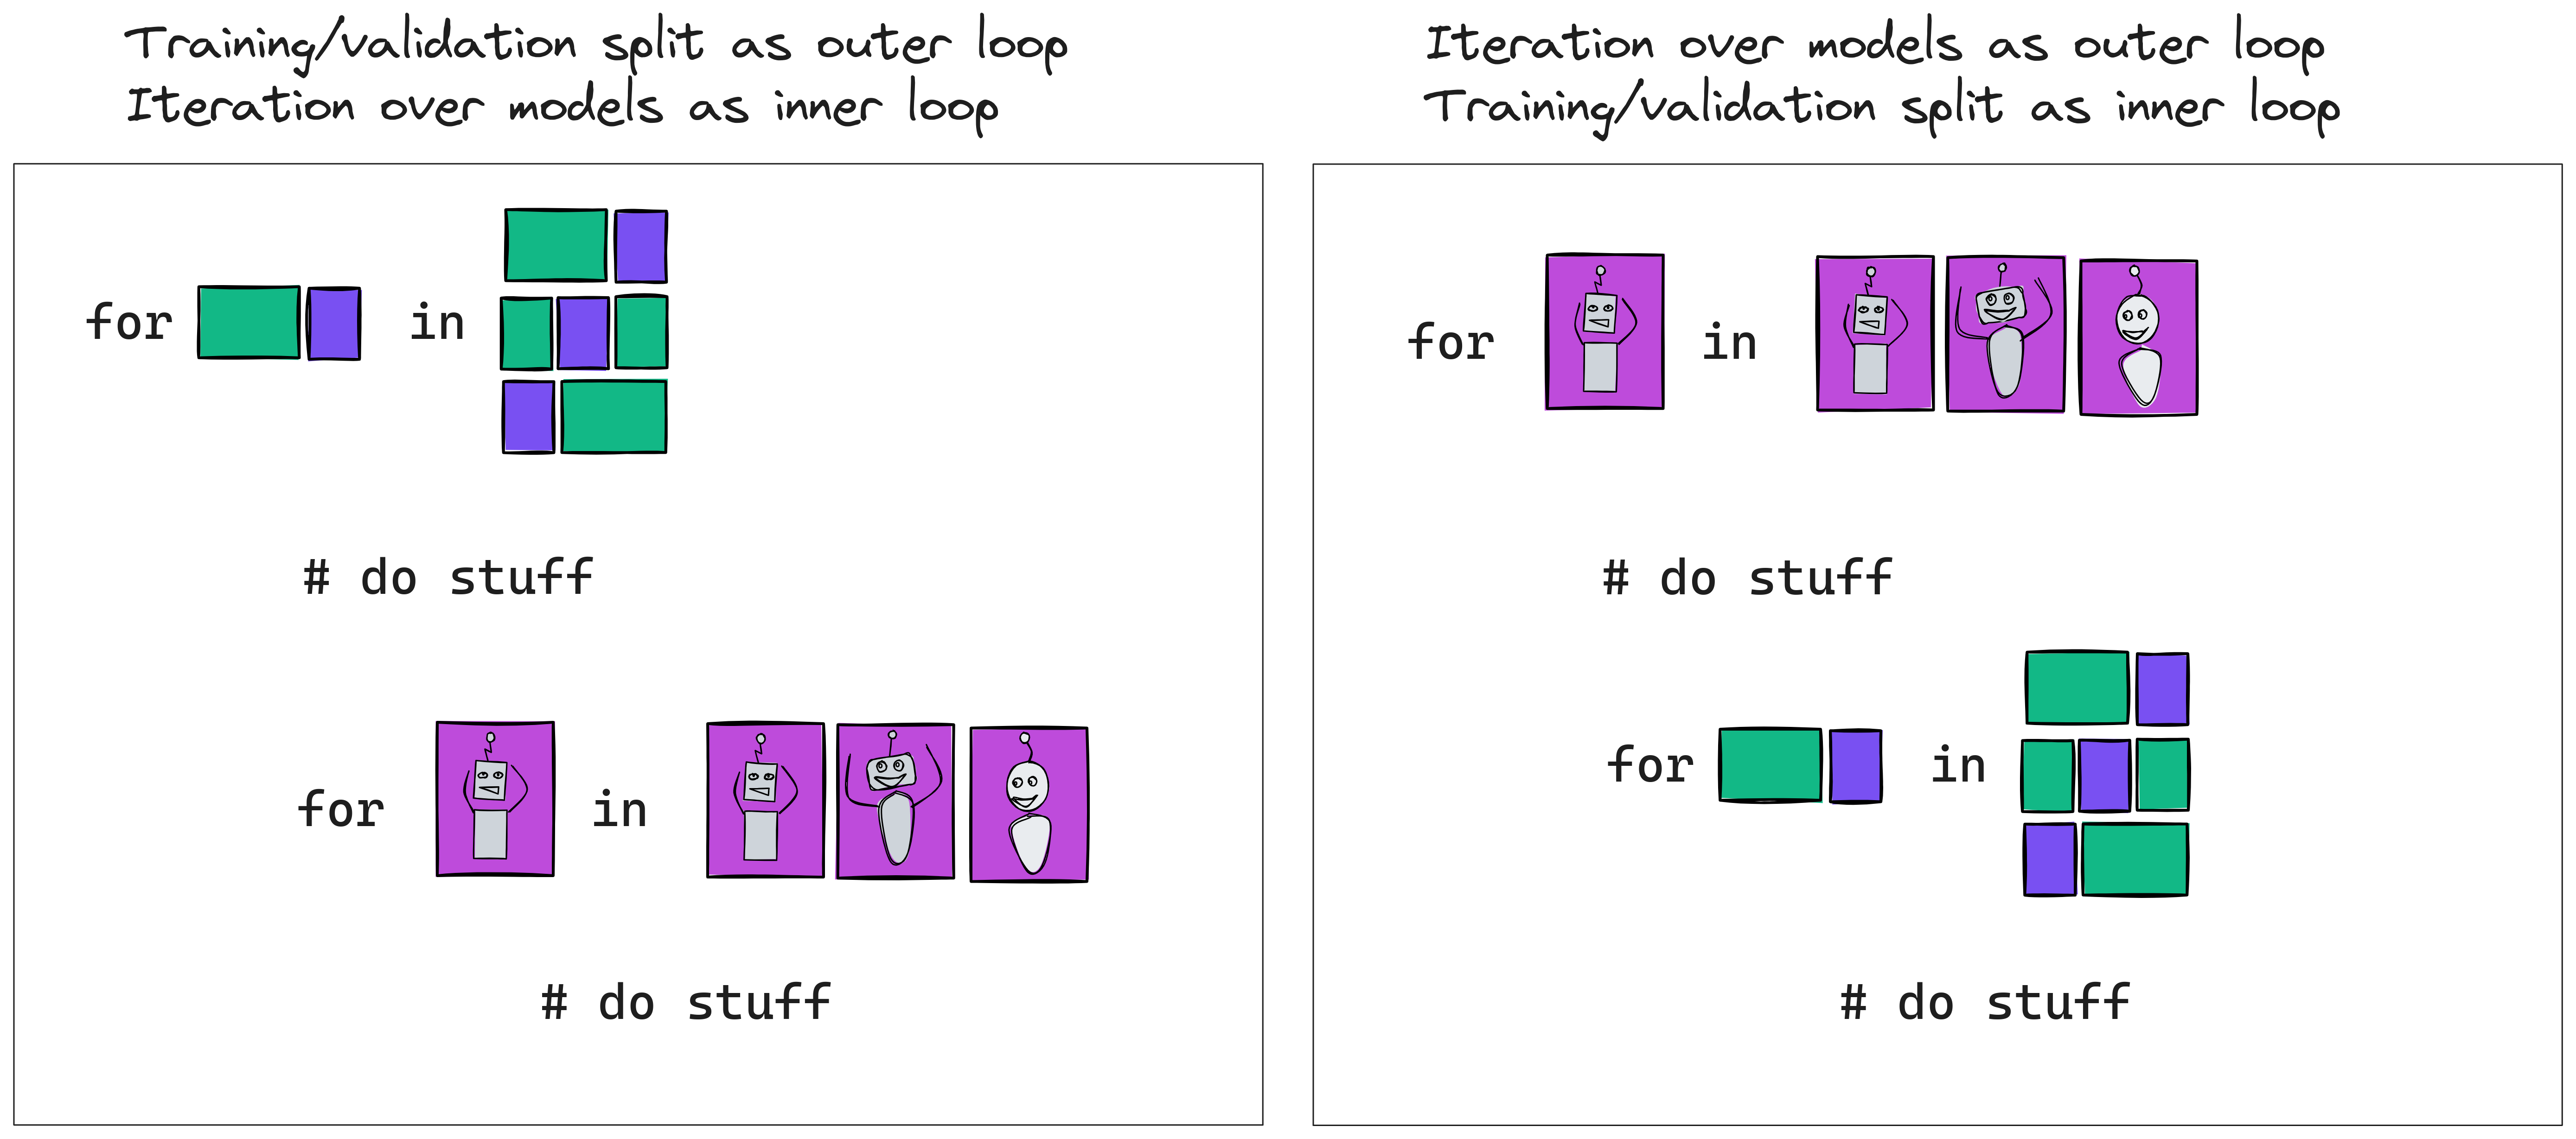 Training/validation split as outer loop
Iteration over models as inner loop
for in
# do stuff
for in
# do stuff
Iteration over models as outer loop
Training/validation split as inner loop
for in
# do stuff
for in
# do stuff